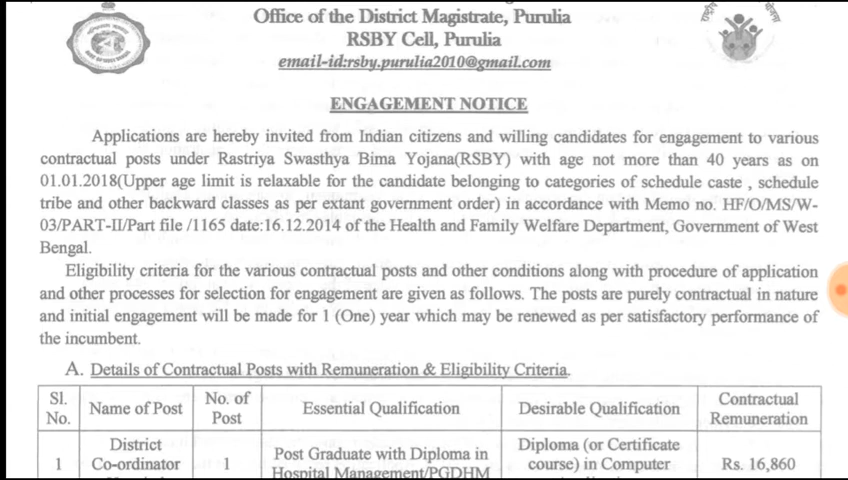 Office of the District Magistrate, Purulia
RSBY Cell, Purulia
email-id:rsby.purulia2010@gmail.com
ENGAGEMENT NOTICE
Applications are hereby invited from Indian citizens and willing candidates for engagement to various
contractual posts under Rastriya Swasthya Bima Yojana(RSBY) with age not more than 40 years as on
01.01.2018(Upper age limit is relaxable for the candidate belonging to categories of schedule caste , schedule
tribe and other backward classes as per extant government order) in accordance with Memo no. HF/O/MS/W-
03/PART-II/Part file /1165 date:16.12.2014 of the Health and Family Welfare Department, Government of West
Bengal.
Eligibility criteria for the various contractual posts and other conditions along with procedure of application
and other processes for selection for engagement are given as follows. The posts are purely contractual in nature
and initial engagement will be made for 1 (One) year which may be renewed as per satisfactory performance of
the incumbent.
A. Details of Contractual Posts with Remuneration & Eligibility Criteria.
Sl. No. of Contractual
Name of Post Essential Qualification Desirable Qualification
No. Post Remuneration
District Diploma (or Certificate
1 Co-ordinator 1 Post Graduate with Diploma in course) in Computer Rs. 16,860
Hospital Management/PGDHM